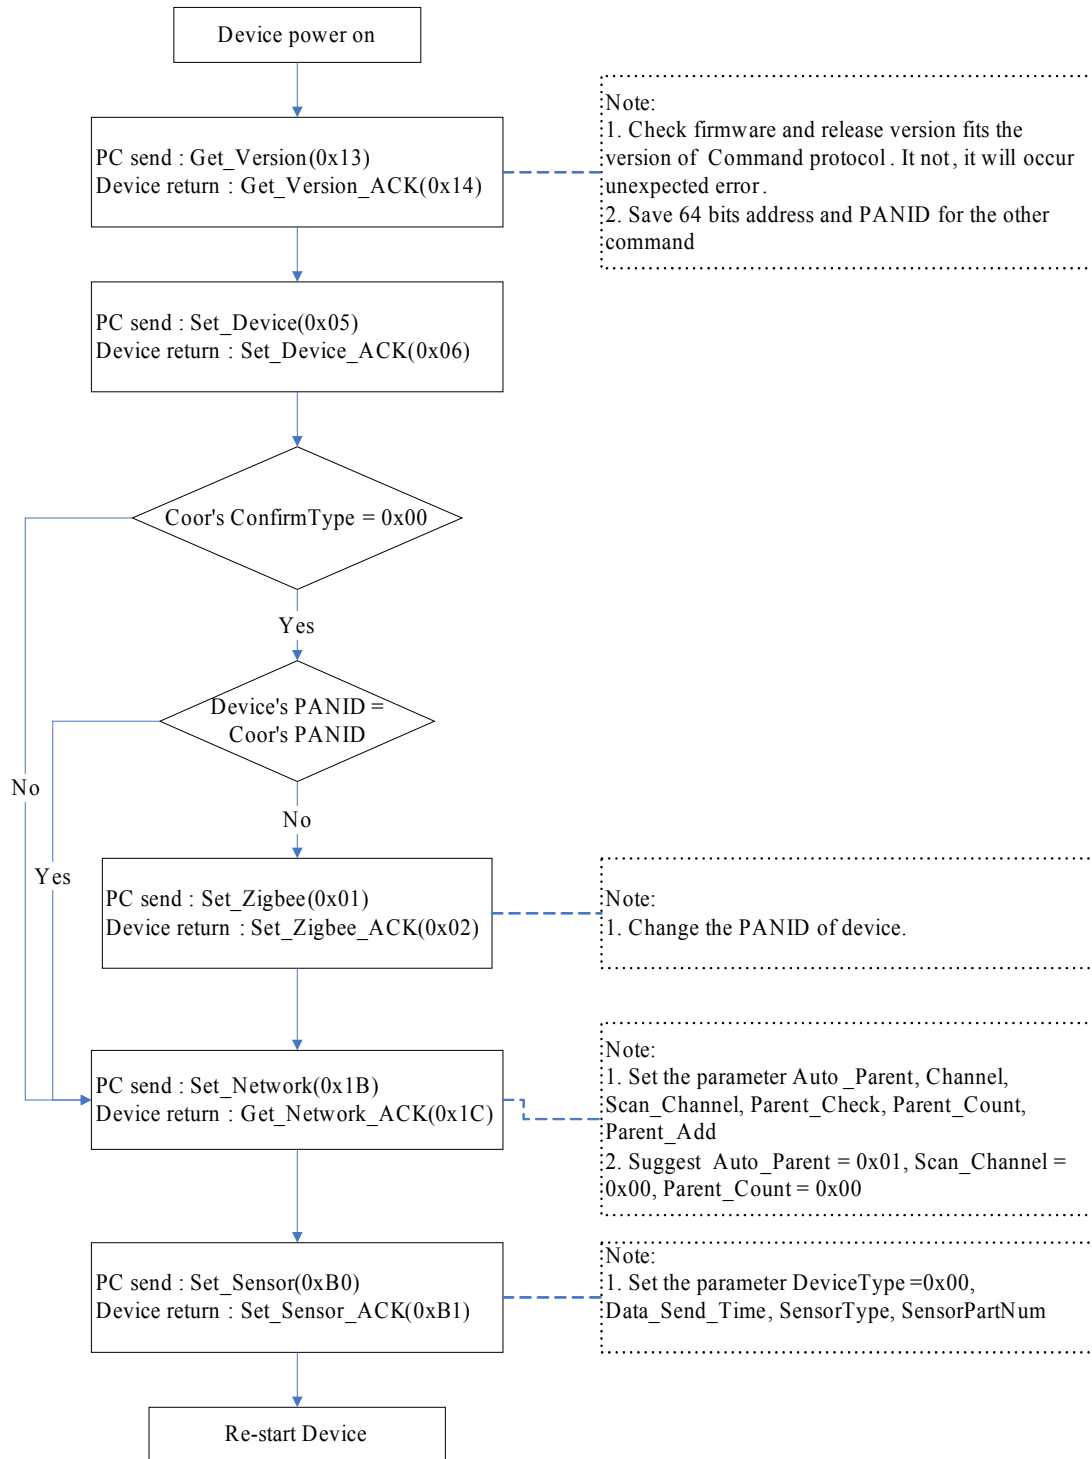 Device power on
PC send : Get_Version(0x13)
Device return : Get_Version_ACK(0x14)
Note:
1. Check firmware and release version fits the
version of Command protocol. It not, it will occur
unexpected error.
2. Save 64 bits address and PANID for the other
command
PC send : Set_Device(0x05)
Device return : Set_Device_ACK(0x06)
Coor's ConfirmType = 0x00
Yes
Device's PANID =
Coor's PANID
No
No
Yes
PC send : Set_Zigbee(0x01)
Device return : Set_Zigbee_ACK(0x02)
Note:
1. Change the PANID of device.
PC send : Set_Network(0x1B)
Device return : Get_Network_ACK(0x1C)
Note:
1. Set the parameter Auto_Parent, Channel,
Scan_Channel, Parent_Check, Parent_Count,
Parent_Add
2. Suggest Auto_Parent = 0x01, Scan_Channel =
0x00, Parent_Count = 0x00
PC send : Set_Sensor(0xB0)
Device return : Set_Sensor_ACK(0xB1)
Note:
1. Set the parameter DeviceType =0x00,
Data_Send_Time, SensorType, SensorPartNum
Re-start Device